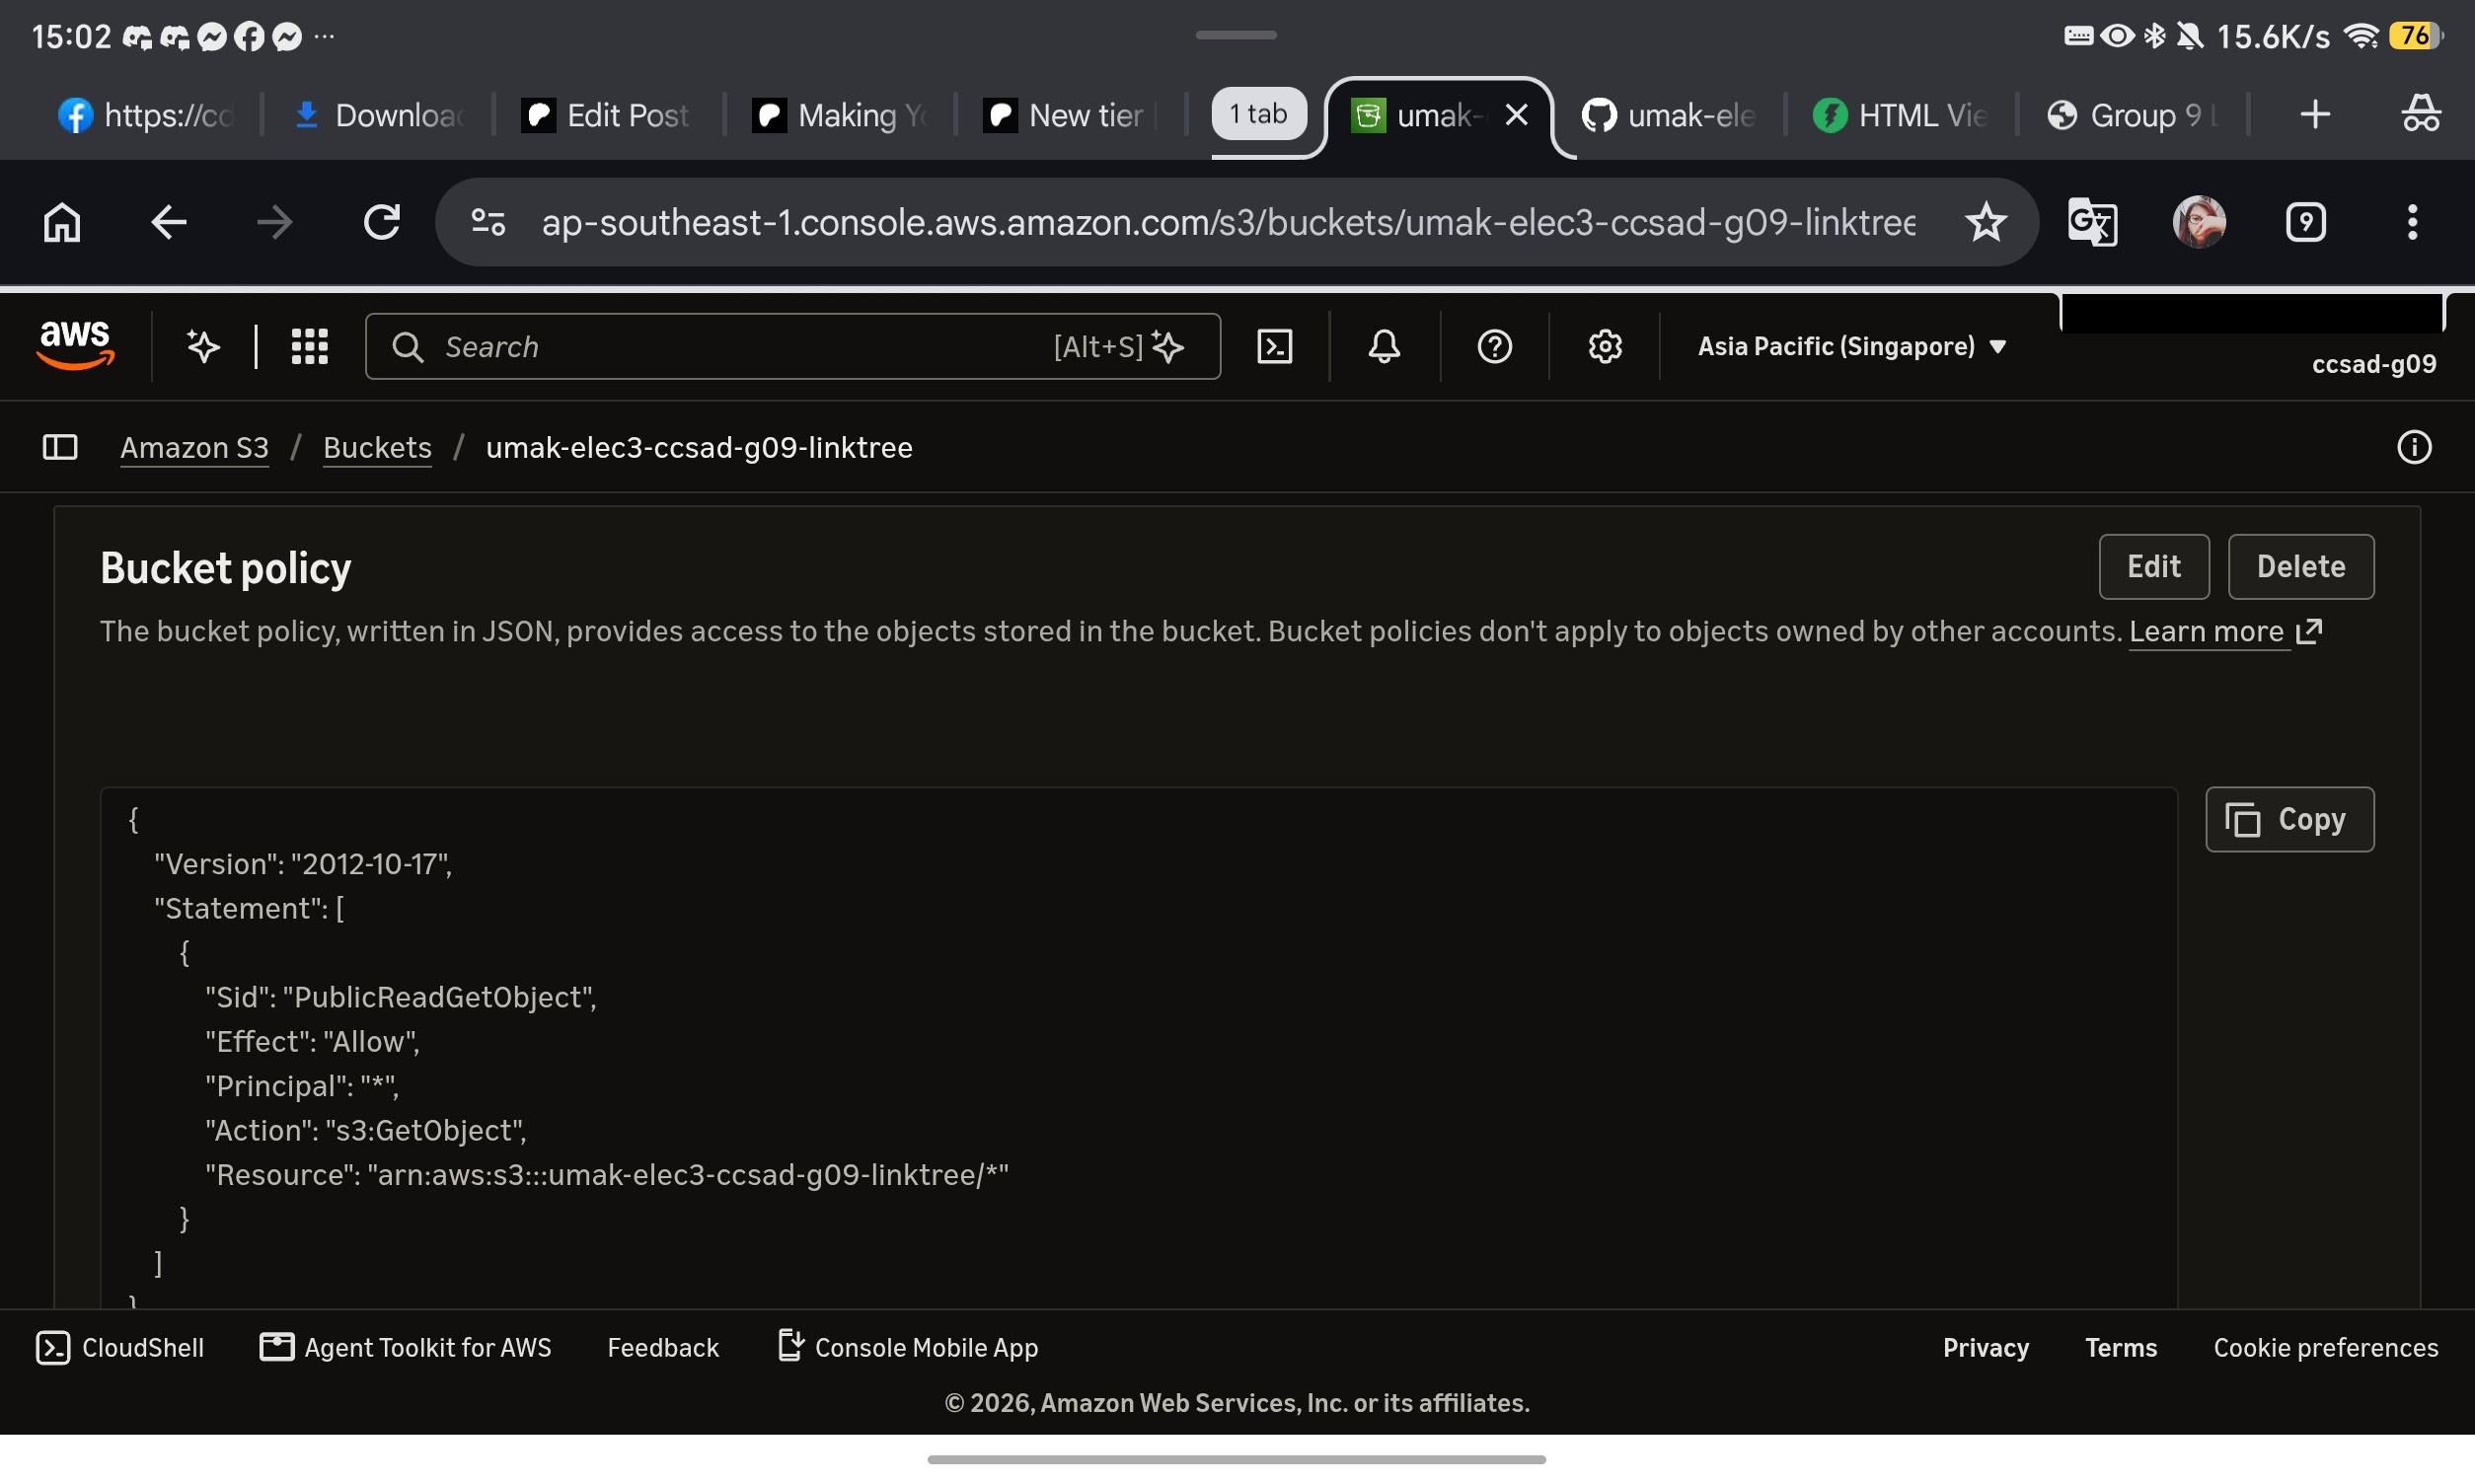 15:02 ... 15.6K/s 76
https://cd Downloa Edit Post Making Yo New tier 1 tab umak- umak-ele HTML Vie Group 9 L
ap-southeast-1.console.aws.amazon.com/s3/buckets/umak-elec3-ccsad-g09-linktree 9
aws Search [Alt+S] Asia Pacific (Singapore) ▼
ccsad-g09
Amazon S3 / Buckets / umak-elec3-ccsad-g09-linktree
Bucket policy Edit Delete
The bucket policy, written in JSON, provides access to the objects stored in the bucket. Bucket policies don't apply to objects owned by other accounts. Learn more
Copy
{
"Version": "2012-10-17",
"Statement": [
{
"Sid": "PublicReadGetObject",
"Effect": "Allow",
"Principal": "*",
"Action": "s3:GetObject",
"Resource": "arn:aws:s3:::umak-elec3-ccsad-g09-linktree/*"
}
]
}
CloudShell Agent Toolkit for AWS Feedback Console Mobile App Privacy Terms Cookie preferences
© 2026, Amazon Web Services, Inc. or its affiliates.